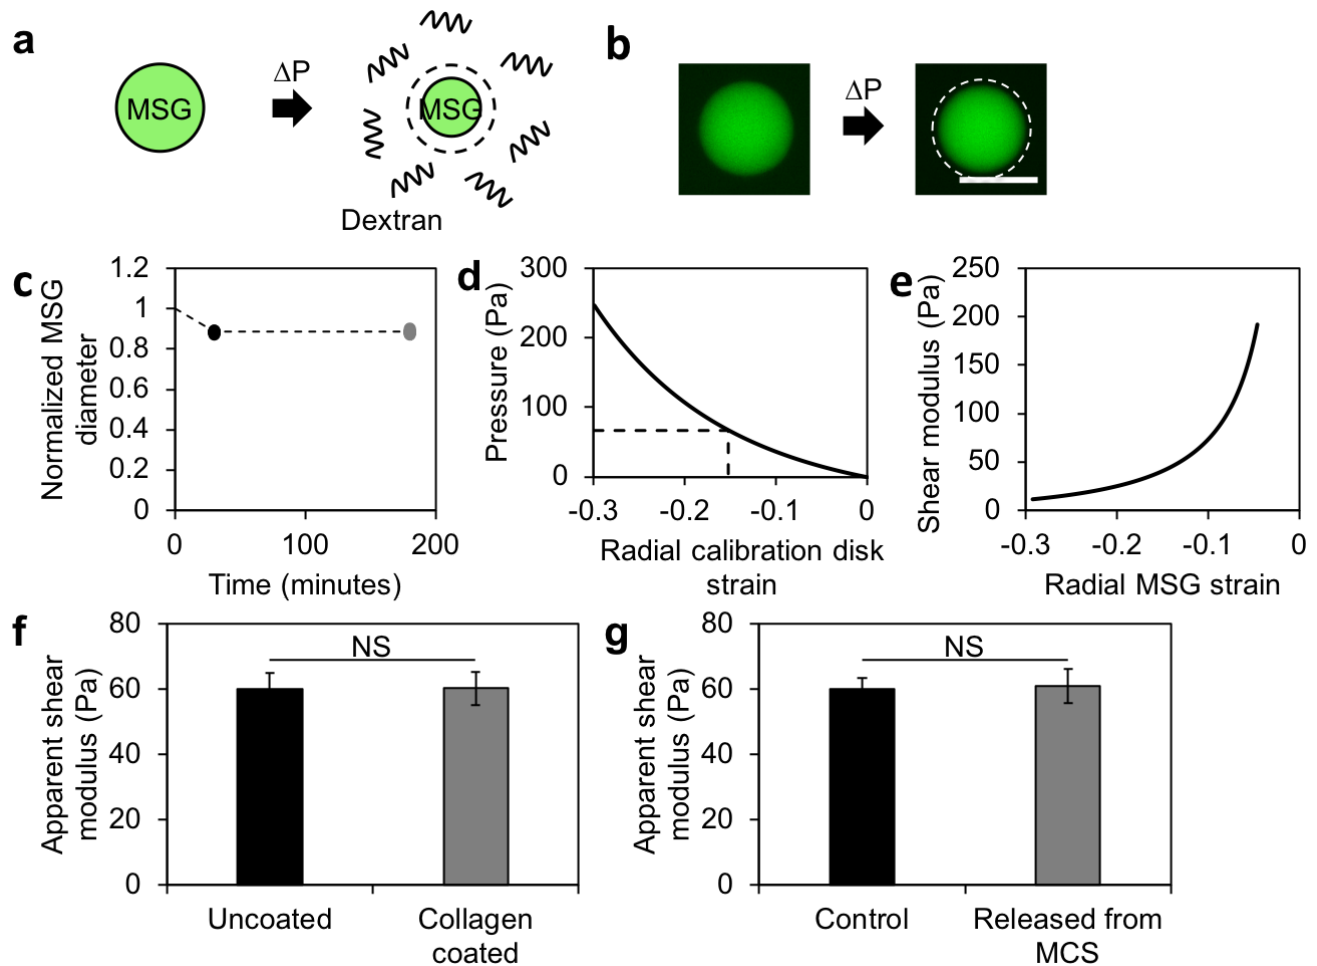 a
MSG
ΔP
MSG
Dextran
b
ΔP
c
Normalized MSG
diameter
1.2
1
0.8
0.6
0.4
0.2
0
0
100
200
Time (minutes)
d
Pressure (Pa)
300
200
100
0
-0.3
-0.2
-0.1
0
Radial calibration disk
strain
e
Shear modulus (Pa)
250
200
150
100
50
0
-0.3
-0.2
-0.1
0
Radial MSG strain
f
Apparent shear
modulus (Pa)
80
60
40
20
0
NS
Uncoated
Collagen
coated
g
Apparent shear
modulus (Pa)
80
60
40
20
0
NS
Control
Released from
MCS